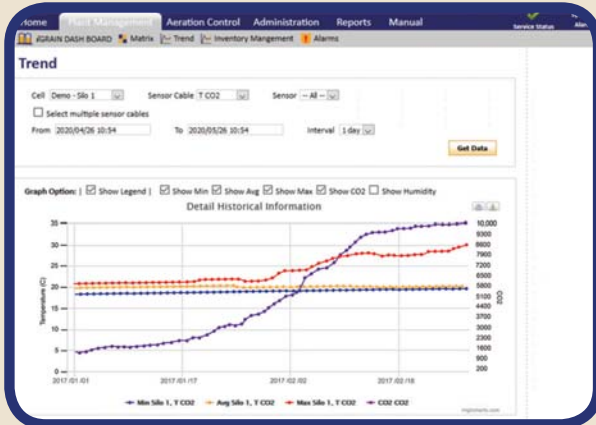 Home Plant Management Aeration Control Administration Reports Manual
Service Status
iGRAIN DASH BOARD Matrix Trend Inventory Mangement Alarms
Trend
Cell Demo - Silo 1 Sensor Cable T CO2 Sensor -- All --
Select multiple sensor cables
From 2020/04/26 10:54 To 2020/05/26 10:54 Interval 1 day
Get Data
Graph Option: | Show Legend | Show Min Show Avg Show Max Show CO2 Show Humidity
Detail Historical Information
35
30
25
20
15
10
5
0
Temperature (C)
10,000
9300
8600
7900
7200
6500
5800
5100
4400
3700
3000
2300
1600
900
200
CO2
2017 /01 /01 2017 /01 /17 2017 /02 /02 2017 /02 /18
Min Silo 1, T CO2 Avg Silo 1, T CO2 Max Silo 1, T CO2 CO2 CO2